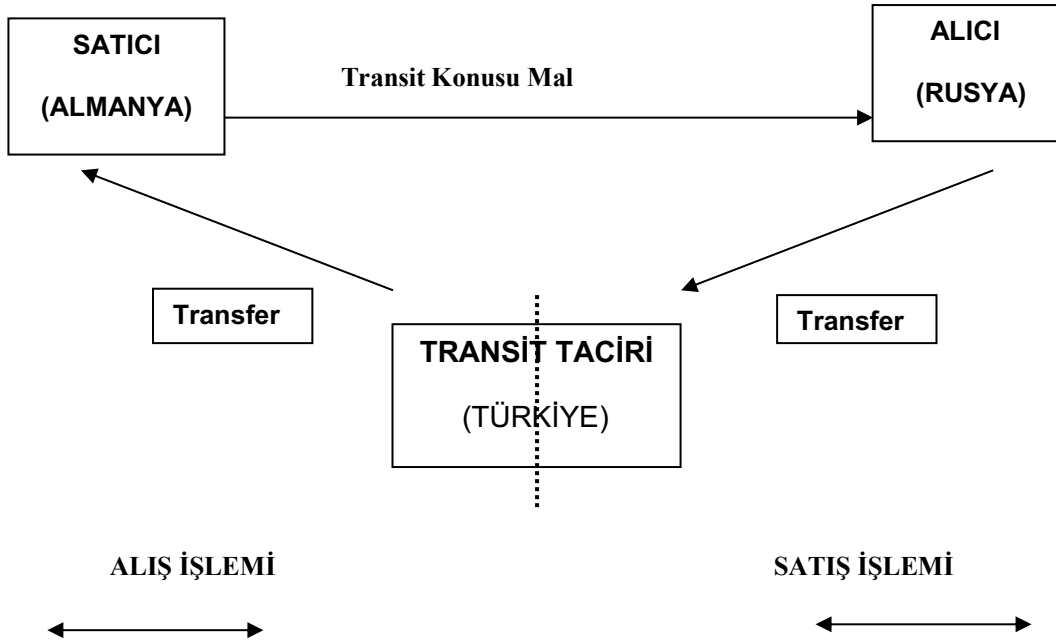 SATICI
(ALMANYA)
Transit Konusu Mal
ALICI
(RUSYA)
Transfer
Transfer
TRANSİT TACİRİ
(TÜRKİYE)
ALIŞ İŞLEMİ
SATIŞ İŞLEMİ